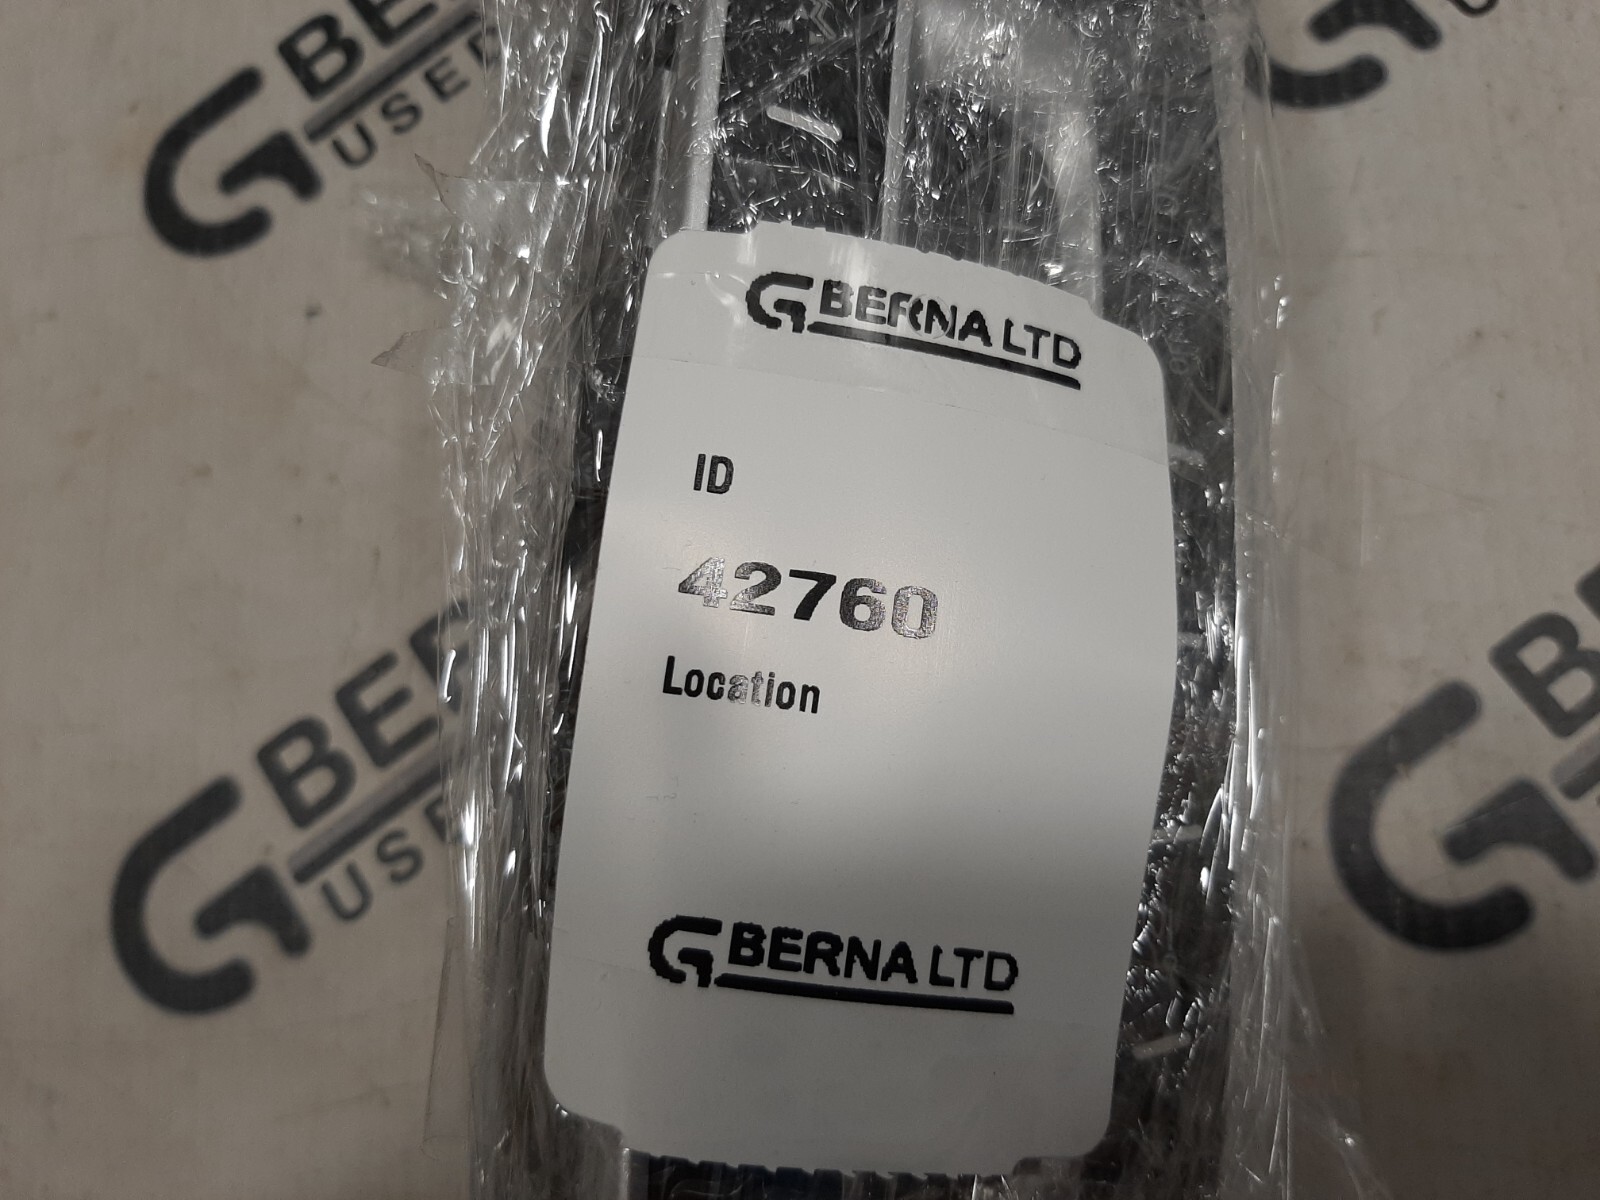 BERNA LTD
ID
42760
Location
BERNA LTD